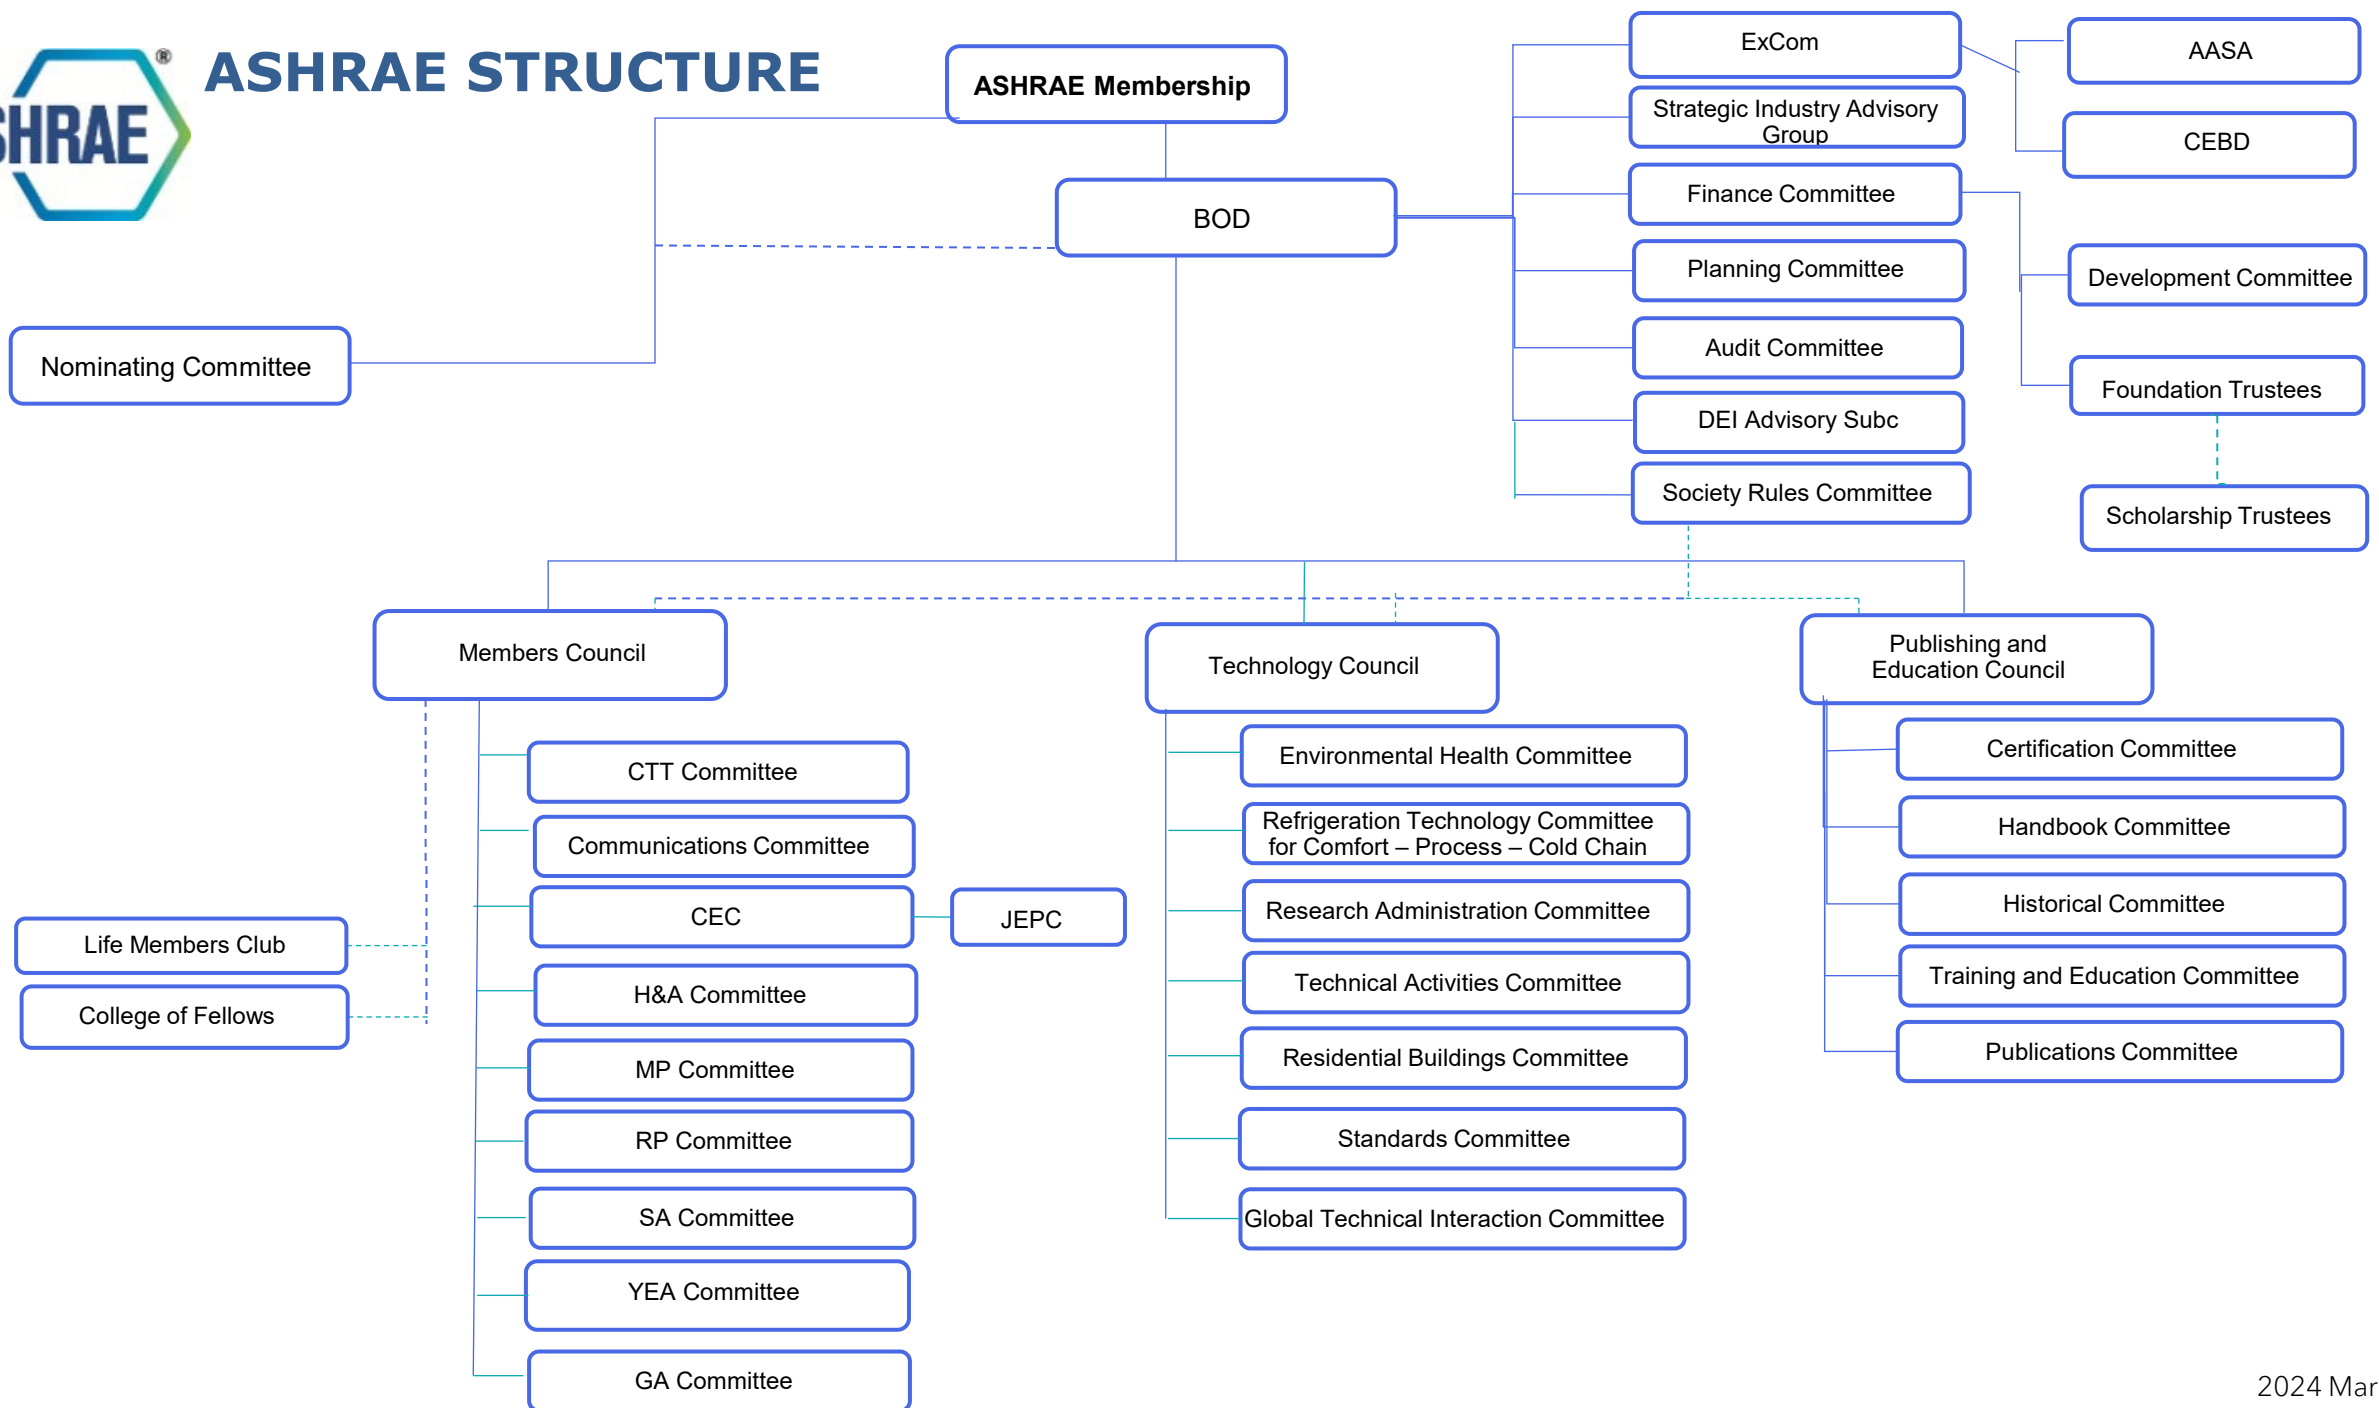 SHRAE
®
ASHRAE STRUCTURE
ASHRAE Membership
BOD
Nominating Committee
ExCom
Strategic Industry Advisory
Group
Finance Committee
Planning Committee
Audit Committee
DEI Advisory Subc
Society Rules Committee
AASA
CEBD
Development Committee
Foundation Trustees
Scholarship Trustees
Members Council
CTT Committee
Communications Committee
CEC
JEPC
H&A Committee
MP Committee
RP Committee
SA Committee
YEA Committee
GA Committee
Life Members Club
College of Fellows
Technology Council
Environmental Health Committee
Refrigeration Technology Committee
for Comfort – Process – Cold Chain
Research Administration Committee
Technical Activities Committee
Residential Buildings Committee
Standards Committee
Global Technical Interaction Committee
Publishing and
Education Council
Certification Committee
Handbook Committee
Historical Committee
Training and Education Committee
Publications Committee
2024 Mar